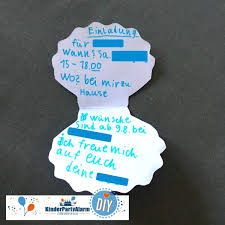 Einladung
für
Wann? Sa.
15 - 18.00
Wo? bei mir zu
Hause
wünsche
sind ab 9.8. bei
Ich freue mich
auf euch
deine
KinderPartyAlarm
DIY